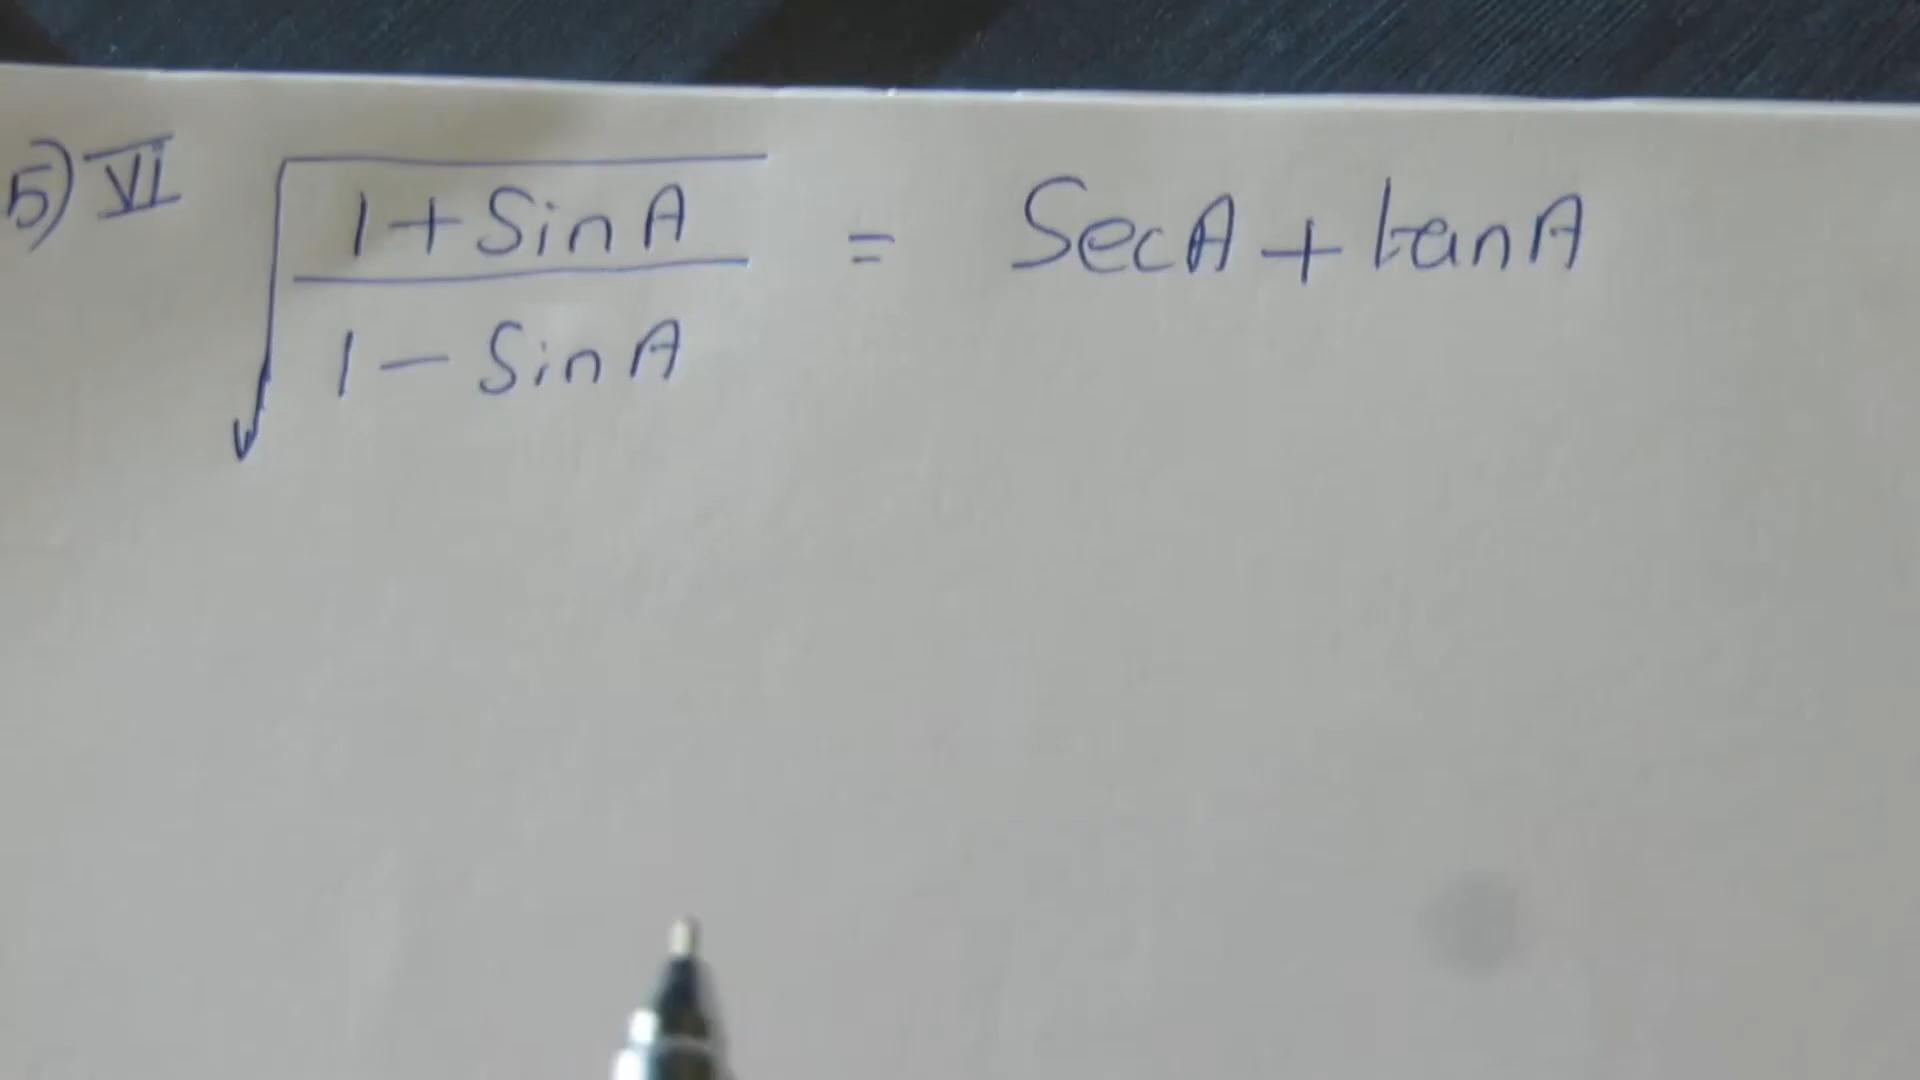 5) VI √(1+SinA / 1-SinA) = SecA + tanA